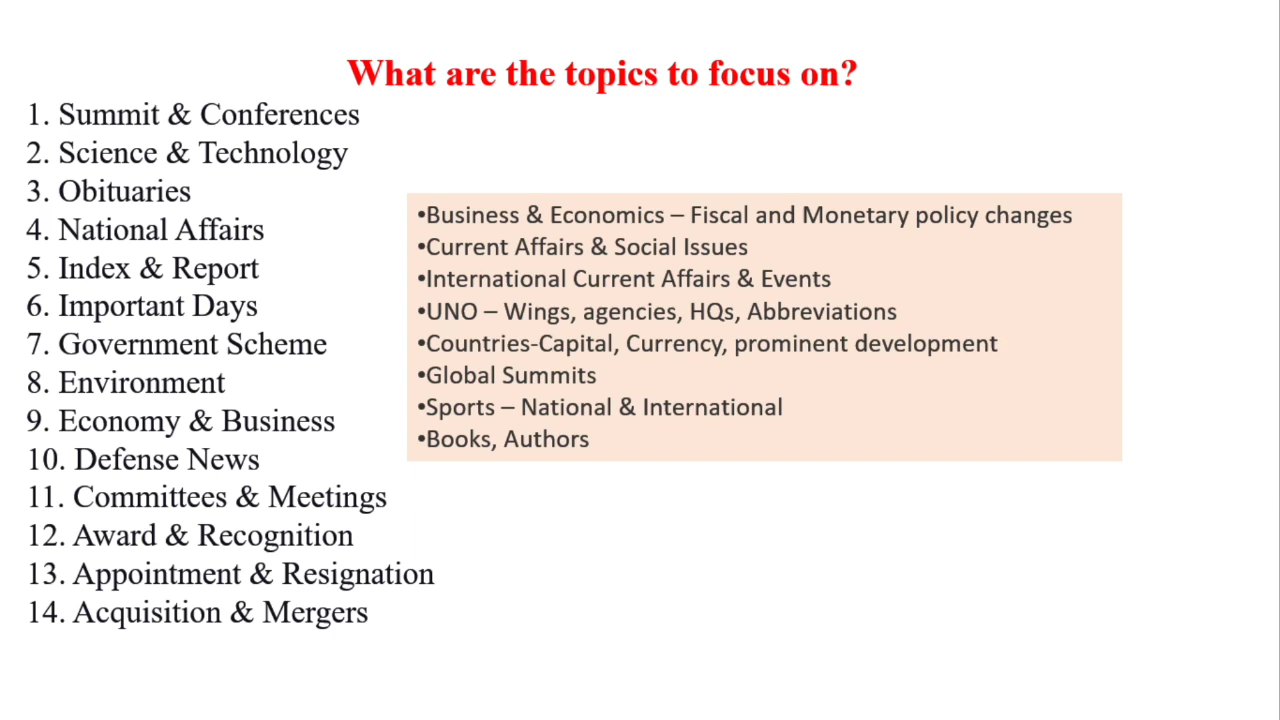 What are the topics to focus on?
1. Summit & Conferences
2. Science & Technology
3. Obituaries
4. National Affairs
5. Index & Report
6. Important Days
7. Government Scheme
8. Environment
9. Economy & Business
10. Defense News
11. Committees & Meetings
12. Award & Recognition
13. Appointment & Resignation
14. Acquisition & Mergers
•Business & Economics – Fiscal and Monetary policy changes
•Current Affairs & Social Issues
•International Current Affairs & Events
•UNO – Wings, agencies, HQs, Abbreviations
•Countries-Capital, Currency, prominent development
•Global Summits
•Sports – National & International
•Books, Authors